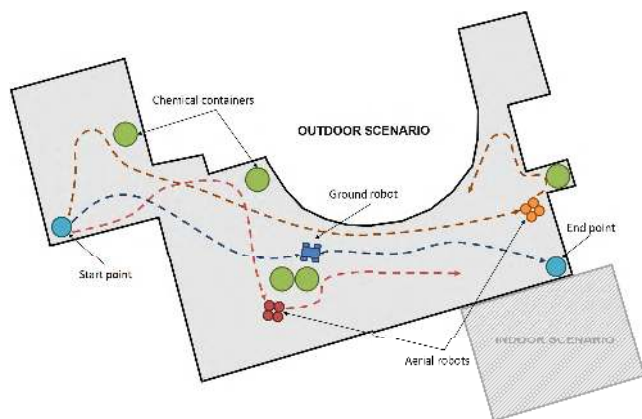 Chemical containers
OUTDOOR SCENARIO
Ground robot
Start point
End point
Aerial robots
INDOOR SCENARIO